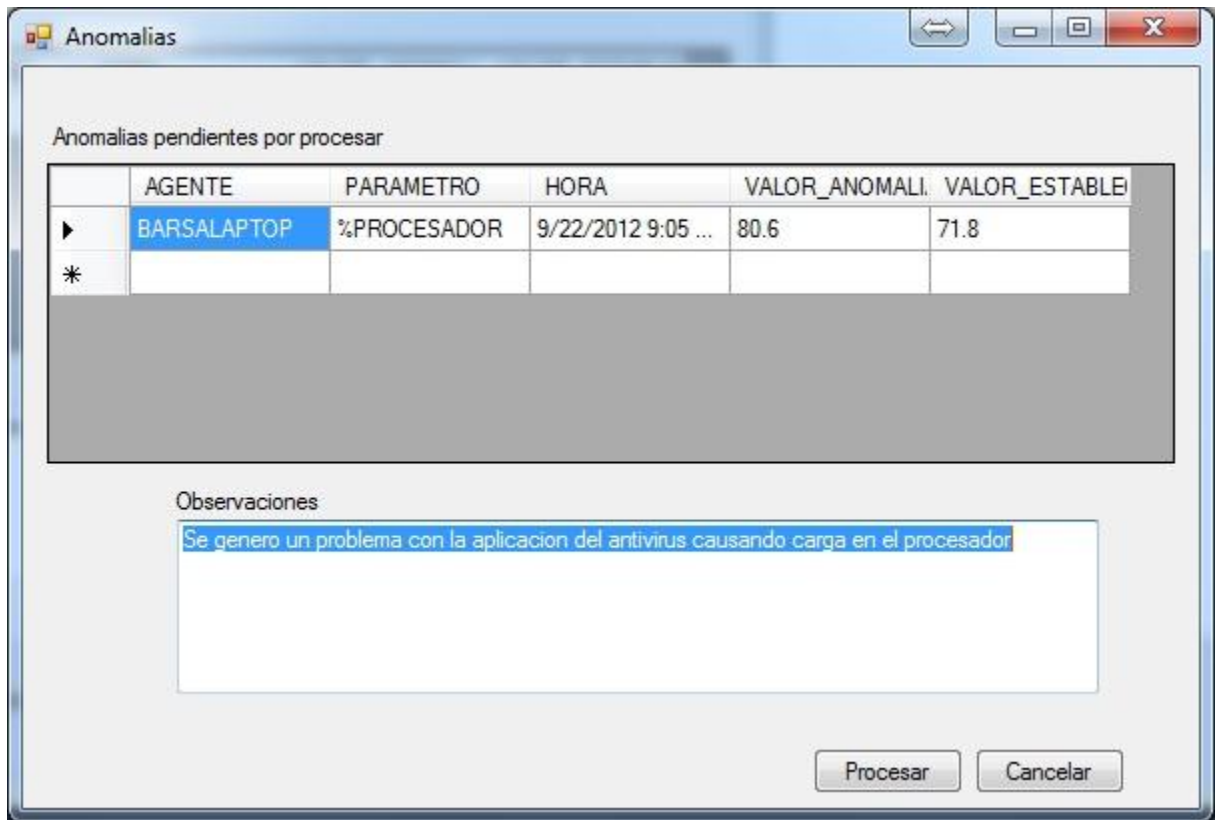 Anomalias
Anomalias pendientes por procesar
AGENTE PARAMETRO HORA VALOR_ANOMALI. VALOR_ESTABLE
BARSALAPTOP %PROCESADOR 9/22/2012 9:05 ... 80.6 71.8
Observaciones
Se genero un problema con la aplicacion del antivirus causando carga en el procesador
Procesar Cancelar